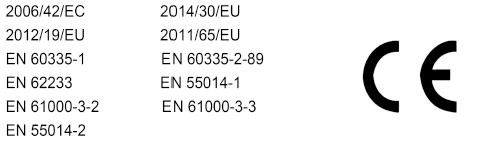 2006/42/EC 2014/30/EU
2012/19/EU 2011/65/EU
EN 60335-1 EN 60335-2-89
EN 62233 EN 55014-1
EN 61000-3-2 EN 61000-3-3
EN 55014-2
CE